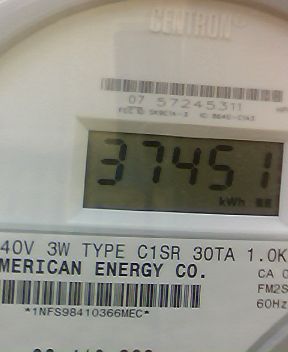 CENTRON
07 57245311
37451
kWh
40V 3W TYPE C1SR 30TA 1.0K
MERICAN ENERGY CO.
CA 0
FM2S
60Hz
*1NFS98410366MEC*